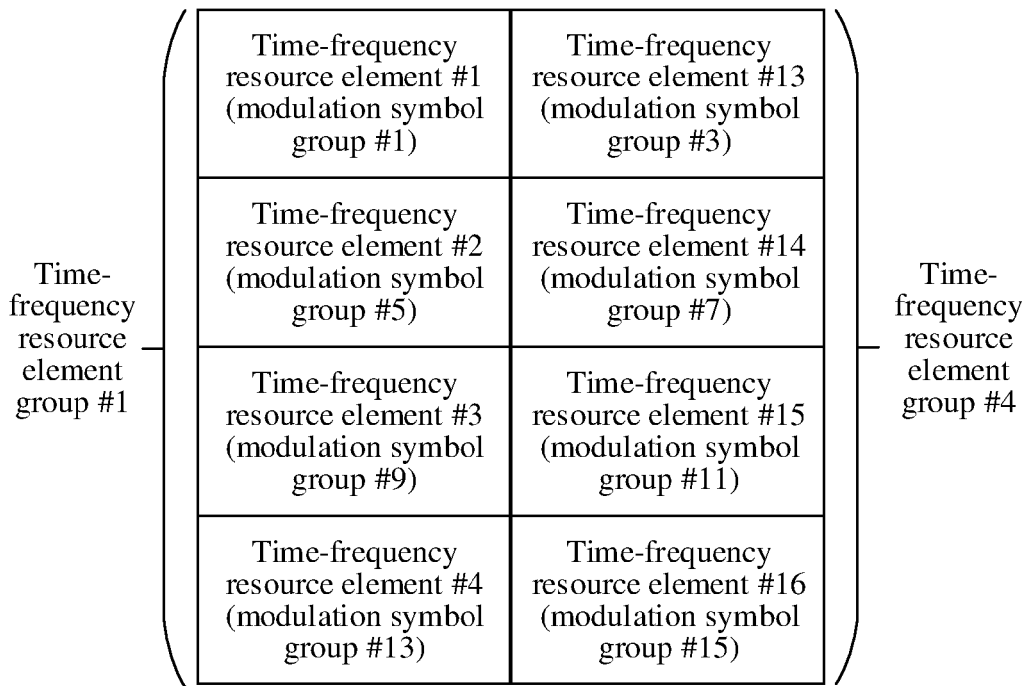 Time-
frequency
resource
element
group #1
Time-frequency
resource element #1
(modulation symbol
group #1)
Time-frequency
resource element #13
(modulation symbol
group #3)
Time-frequency
resource element #2
(modulation symbol
group #5)
Time-frequency
resource element #14
(modulation symbol
group #7)
Time-frequency
resource element #3
(modulation symbol
group #9)
Time-frequency
resource element #15
(modulation symbol
group #11)
Time-frequency
resource element #4
(modulation symbol
group #13)
Time-frequency
resource element #16
(modulation symbol
group #15)
Time-
frequency
resource
element
group #4